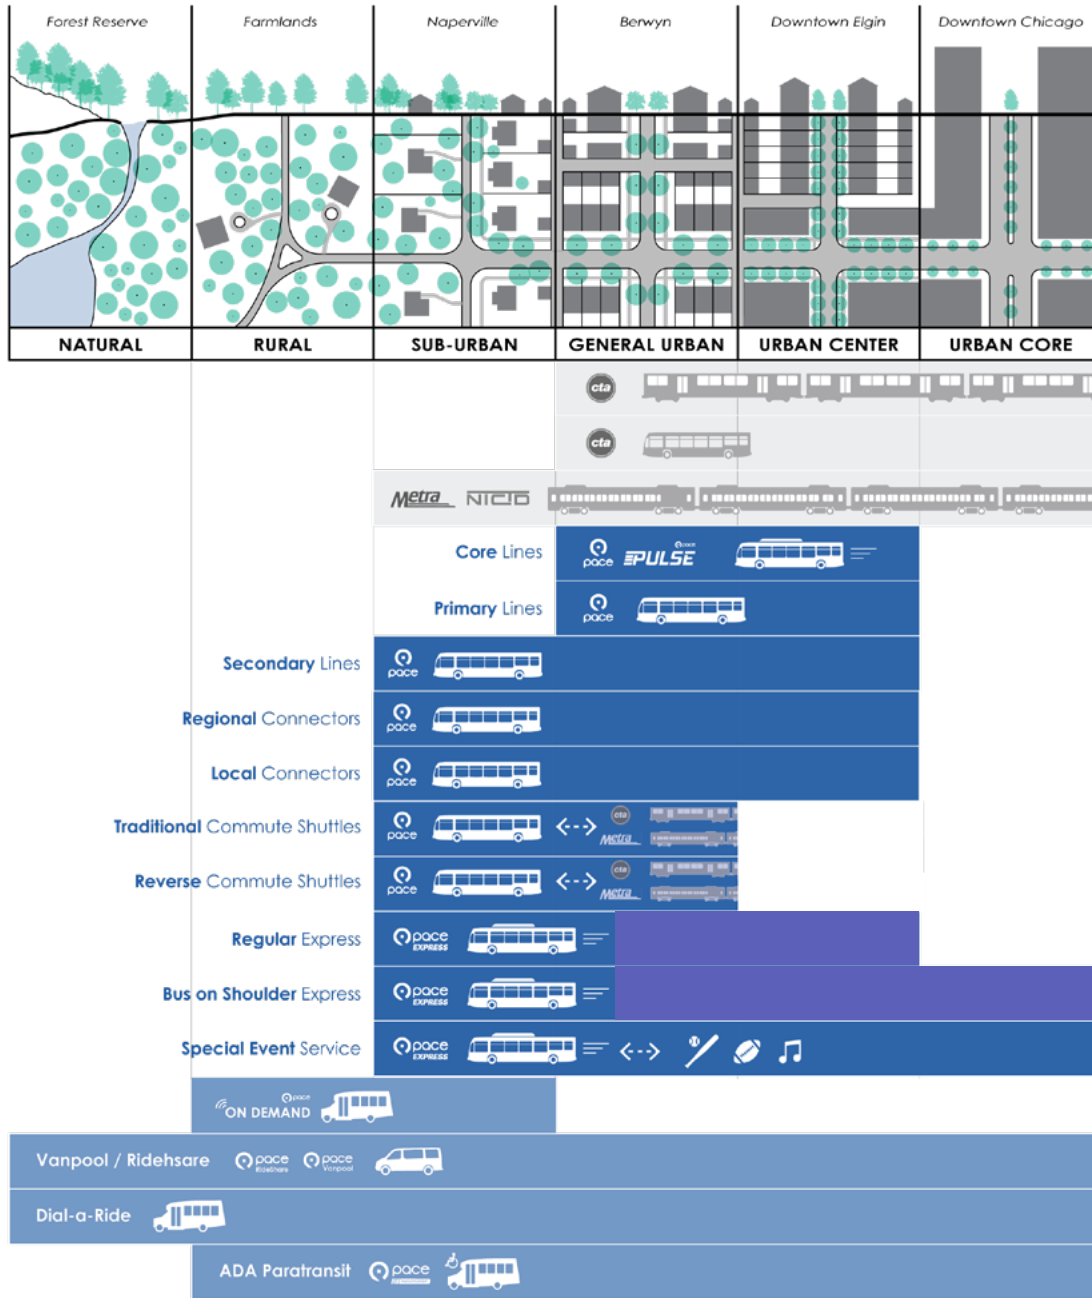 Forest Reserve
Farmlands
Naperville
Berwyn
Downtown Elgin
Downtown Chicago
NATURAL
RURAL
SUB-URBAN
GENERAL URBAN
URBAN CENTER
URBAN CORE
cta
cta
Metra NICTD
Core Lines pace PULSE pace
Primary Lines pace
Secondary Lines pace
Regional Connectors pace
Local Connectors pace
Traditional Commute Shuttles pace cta Metra
Reverse Commute Shuttles pace cta Metra
Regular Express pace EXPRESS
Bus on Shoulder Express pace EXPRESS
Special Event Service pace EXPRESS
pace ON DEMAND
Vanpool / Ridehsare pace RideShare pace Vanpool
Dial-a-Ride
ADA Paratransit pace